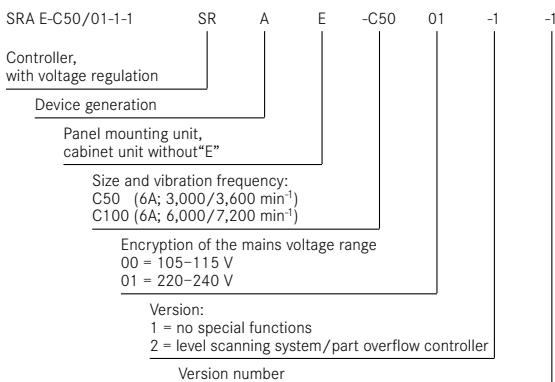 SRA E-C50/01-1-1 SR A E -C50 01 -1 -1
Controller,
with voltage regulation
Device generation
Panel mounting unit,
cabinet unit without“E”
Size and vibration frequency:
C50 (6A; 3,000/3,600 min-1)
C100 (6A; 6,000/7,200 min-1)
Encryption of the mains voltage range
00 = 105–115 V
01 = 220–240 V
Version:
1 = no special functions
2 = level scanning system/part overflow controller
Version number